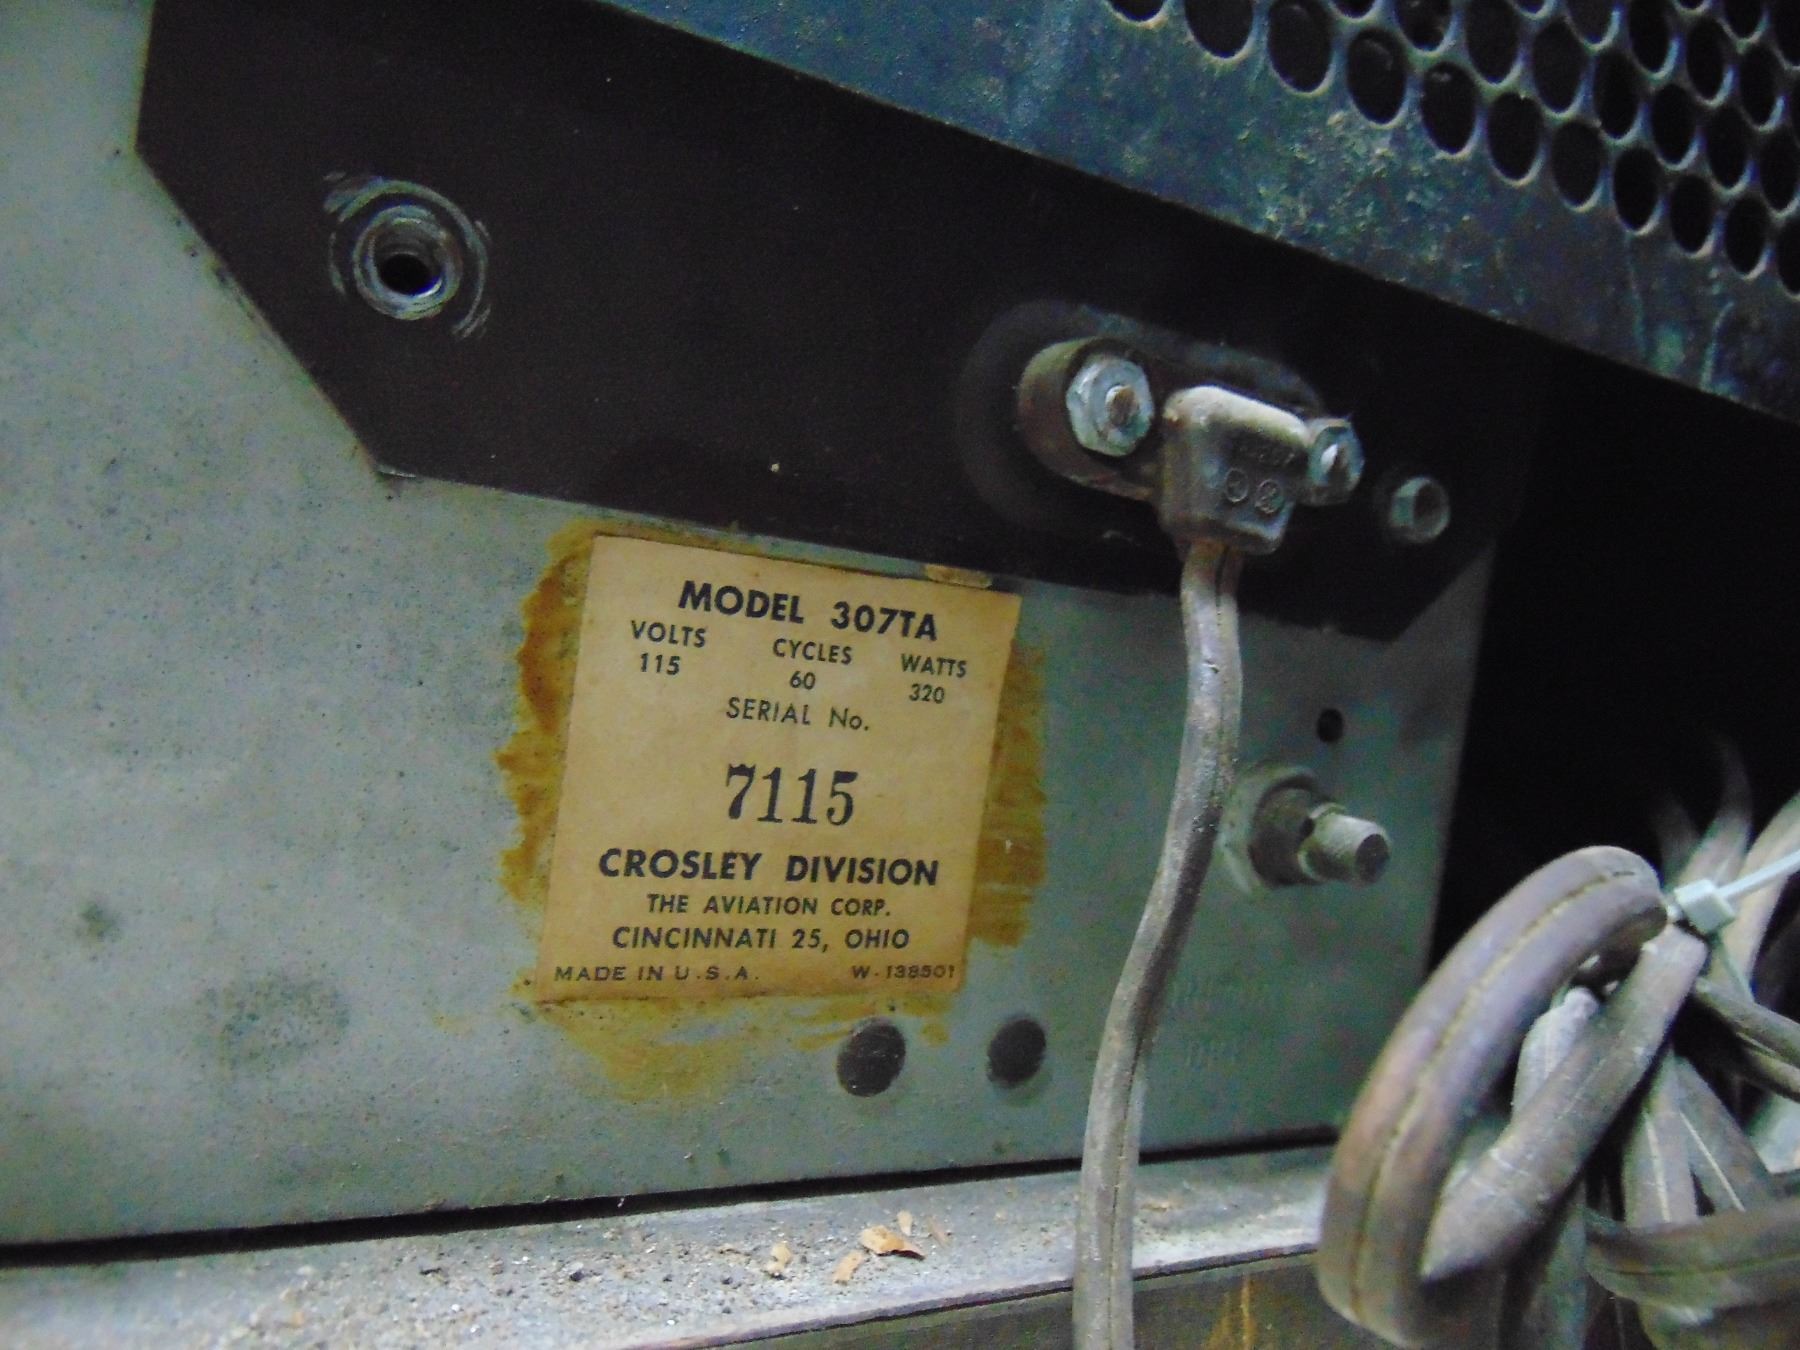 MODEL 307TA
VOLTS CYCLES WATTS
115 60 320
SERIAL No.
7115
CROSLEY DIVISION
THE AVIATION CORP.
CINCINNATI 25, OHIO
MADE IN U.S.A. W-138501